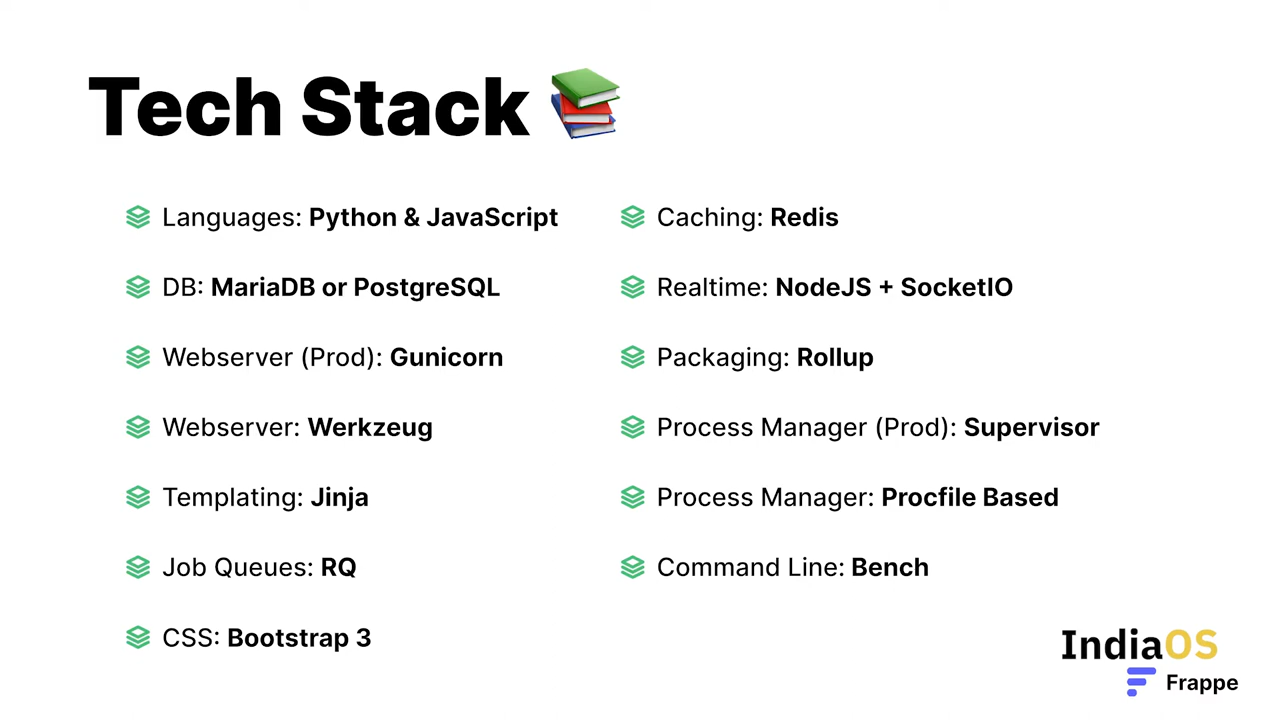 Tech Stack
Languages: Python & JavaScript
DB: MariaDB or PostgreSQL
Webserver (Prod): Gunicorn
Webserver: Werkzeug
Templating: Jinja
Job Queues: RQ
CSS: Bootstrap 3
Caching: Redis
Realtime: NodeJS + SocketIO
Packaging: Rollup
Process Manager (Prod): Supervisor
Process Manager: Procfile Based
Command Line: Bench
IndiaOS
Frappe